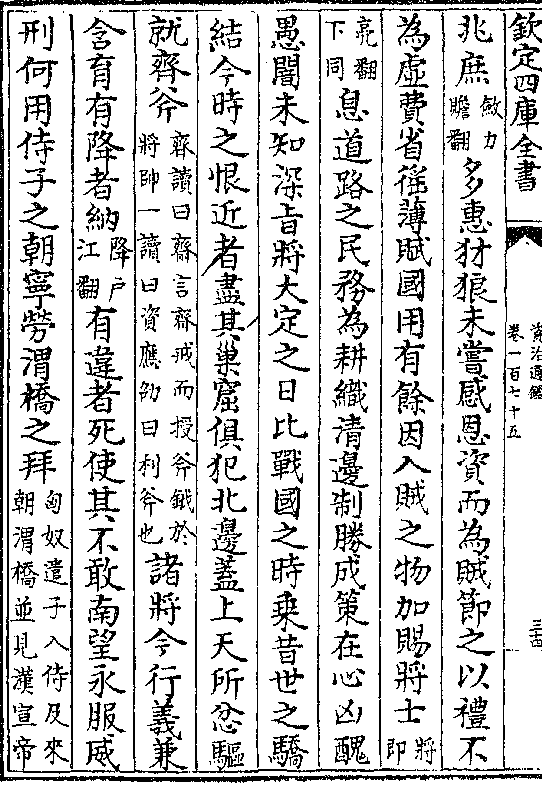 欽定四庫全書
資治通鑑
卷一百七十五
三十四
兆庶斂力贍翻多惠豺狼未嘗感恩資而為賊節之以禮不
為虛費省徭薄賦國用有餘因入賊之物加賜將士將即
亮翻下同息道路之民務為耕織清邊制勝成策在心凶醜
愚闇未知深旨將大定之日比戰國之時乗昔世之驕
結今時之恨近者盡其巢窟俱犯北邊蓋上天所忿驅
就齊斧齊讀曰齋言齋戒而授斧鉞於將帥一讀曰資應劭曰利斧也諸將今行義兼
含育有降者納降戶江翻有違者死使其不敢南望永服威
刑何用侍子之朝寧勞渭橋之拜匈奴遣子入侍及來朝渭橋並見漢宣帝